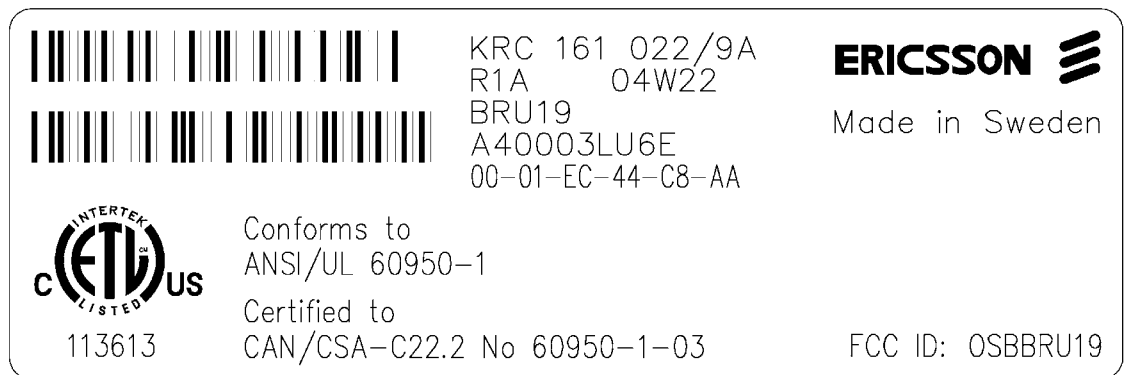 KRC 161 022/9A
R1A 04W22
BRU19
A40003LU6E
00-01-EC-44-C8-AA
ERICSSON
Made in Sweden
INTERTEK
C ETL CM US
LISTED
113613
Conforms to
ANSI/UL 60950-1
Certified to
CAN/CSA-C22.2 No 60950-1-03
FCC ID: OSBBRU19